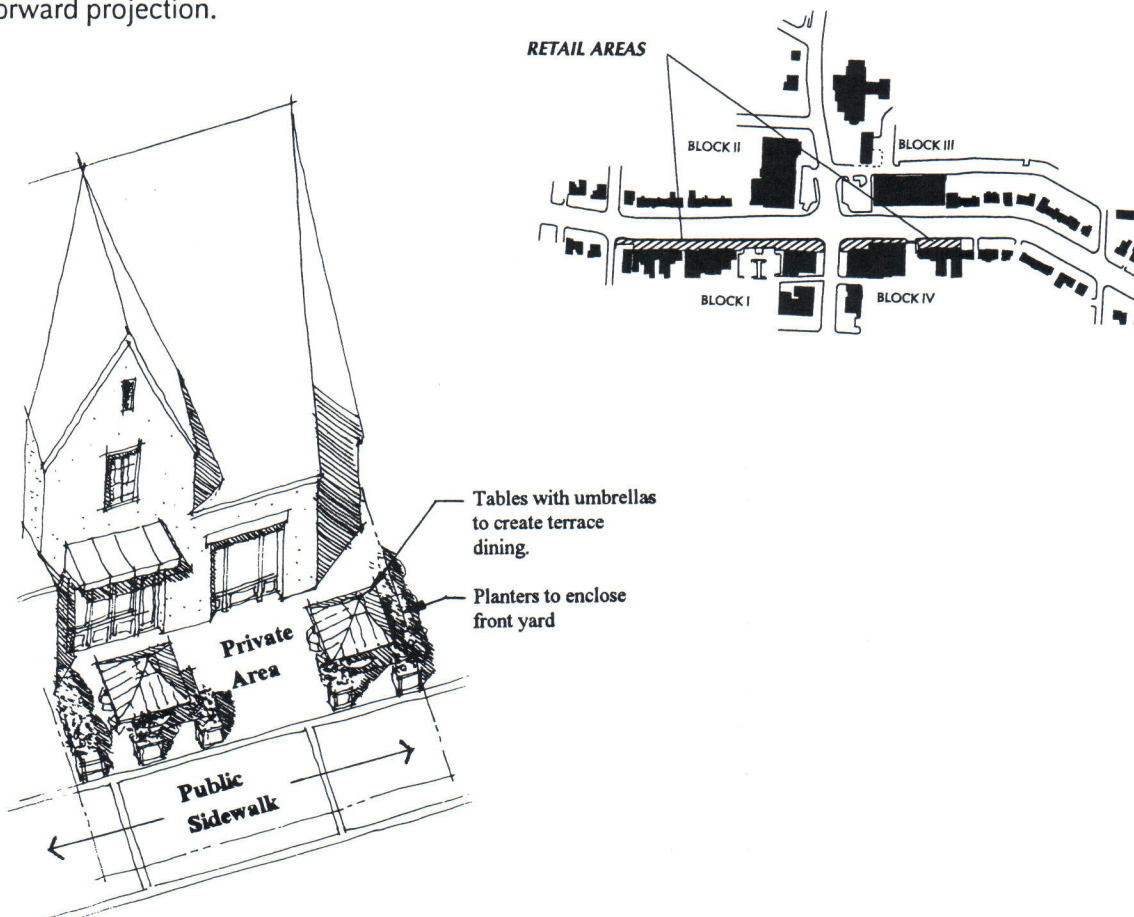 orward projection.
RETAIL AREAS
BLOCK II
BLOCK III
BLOCK I
BLOCK IV
Tables with umbrellas
to create terrace
dining.
Planters to enclose
front yard
Private
Area
Public
Sidewalk